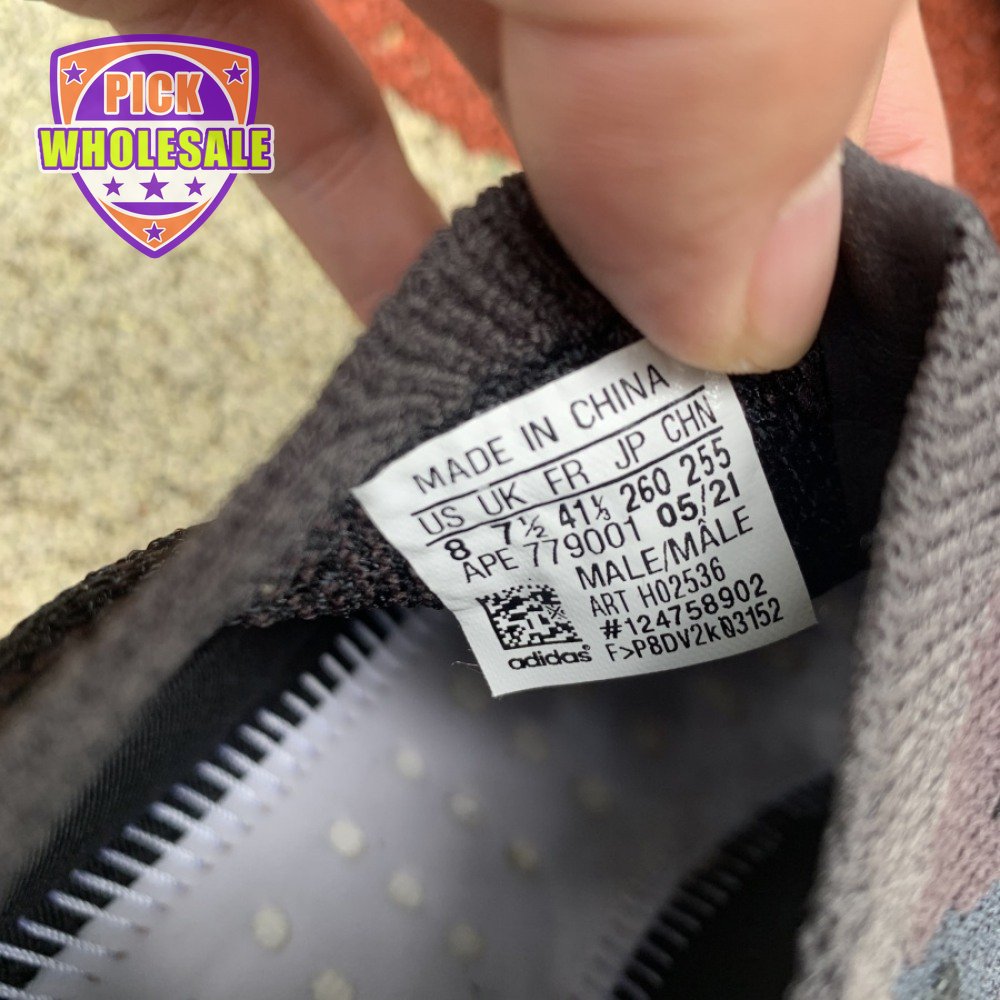 PICK
WHOLESALE
MADE IN CHINA
US UK FR JP CHN
8 7½ 41⅓ 260 255
APE 779001 05/21
MALE/MÂLE
ART H02536
#124758902
F>P8DV2kQ3152
adidas®